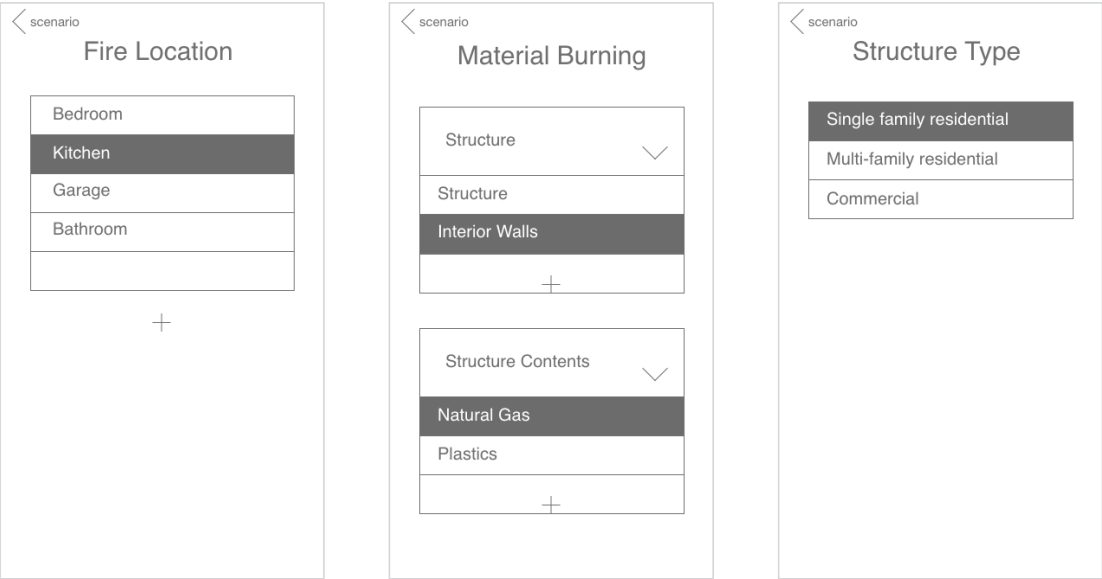 scenario
Fire Location
Bedroom
Kitchen
Garage
Bathroom
scenario
Material Burning
Structure
Structure
Interior Walls
Structure Contents
Natural Gas
Plastics
scenario
Structure Type
Single family residential
Multi-family residential
Commercial